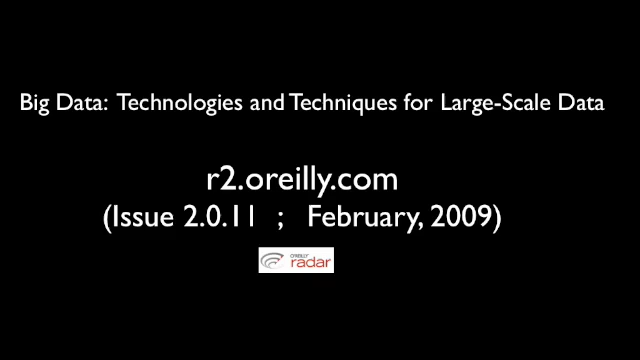 Big Data: Technologies and Techniques for Large-Scale Data
r2.oreilly.com
(Issue 2.0.11 ; February, 2009)
O'REILLY
radar